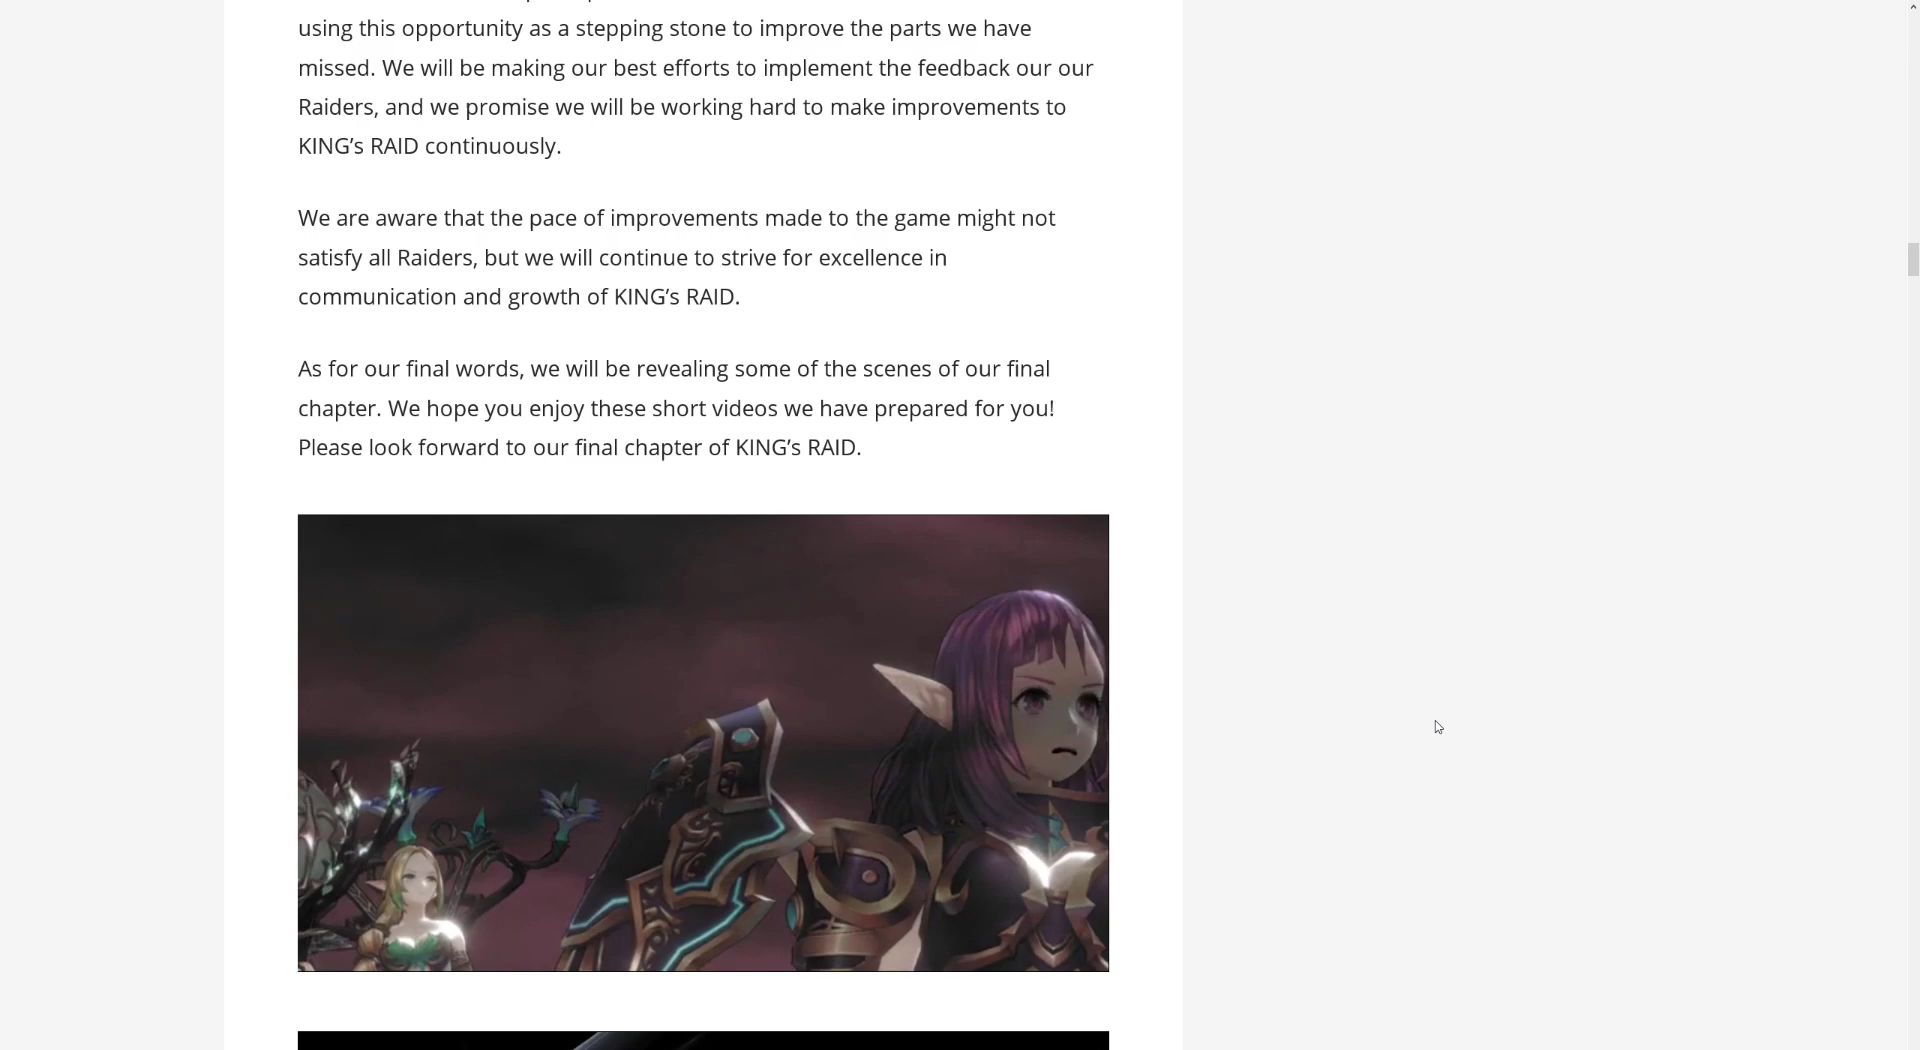 using this opportunity as a stepping stone to improve the parts we have
missed. We will be making our best efforts to implement the feedback our our
Raiders, and we promise we will be working hard to make improvements to
KING’s RAID continuously.
We are aware that the pace of improvements made to the game might not
satisfy all Raiders, but we will continue to strive for excellence in
communication and growth of KING’s RAID.
As for our final words, we will be revealing some of the scenes of our final
chapter. We hope you enjoy these short videos we have prepared for you!
Please look forward to our final chapter of KING’s RAID.